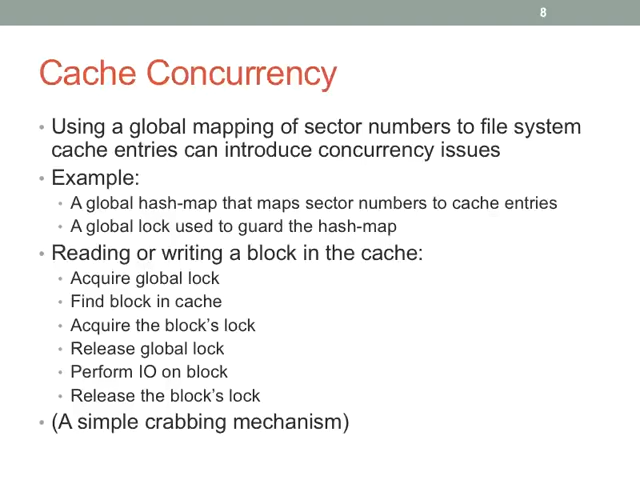 8
Cache Concurrency
• Using a global mapping of sector numbers to file system
cache entries can introduce concurrency issues
• Example:
• A global hash-map that maps sector numbers to cache entries
• A global lock used to guard the hash-map
• Reading or writing a block in the cache:
• Acquire global lock
• Find block in cache
• Acquire the block's lock
• Release global lock
• Perform IO on block
• Release the block's lock
• (A simple crabbing mechanism)